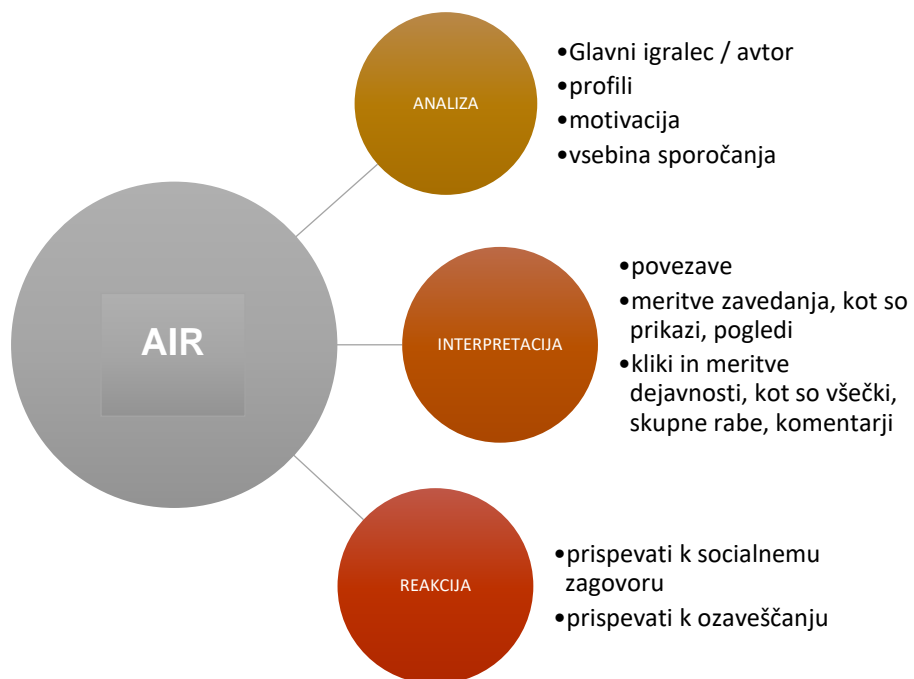 AIR
ANALIZA
•Glavni igralec / avtor
•profili
•motivacija
•vsebina sporočanja
INTERPRETACIJA
•povezave
•meritve zavedanja, kot so
prikazi, pogledi
•kliki in meritve
dejavnosti, kot so všečki,
skupne rabe, komentarji
REAKCIJA
•prispevati k socialnemu
zagovoru
•prispevati k ozaveščanju